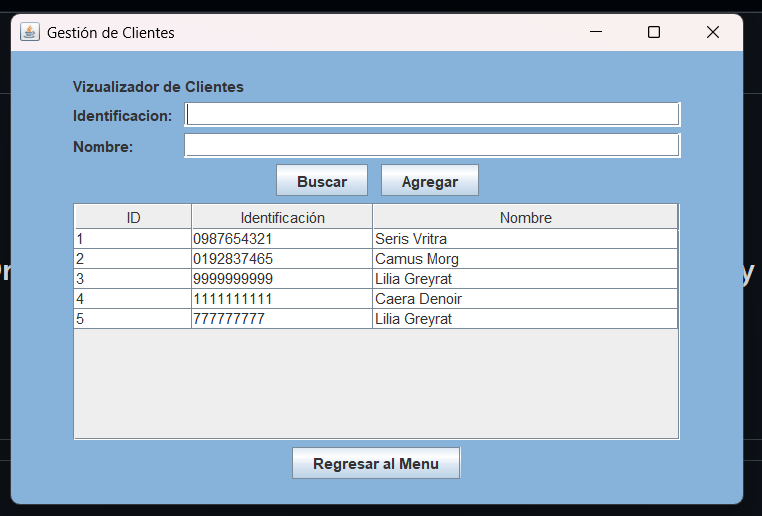 Gestión de Clientes
Vizualizador de Clientes
Identificacion:
Nombre:
Buscar Agregar
ID Identificación Nombre
1 0987654321 Seris Vritra
2 0192837465 Camus Morg
3 9999999999 Lilia Greyrat
4 1111111111 Caera Denoir
5 777777777 Lilia Greyrat
Regresar al Menu